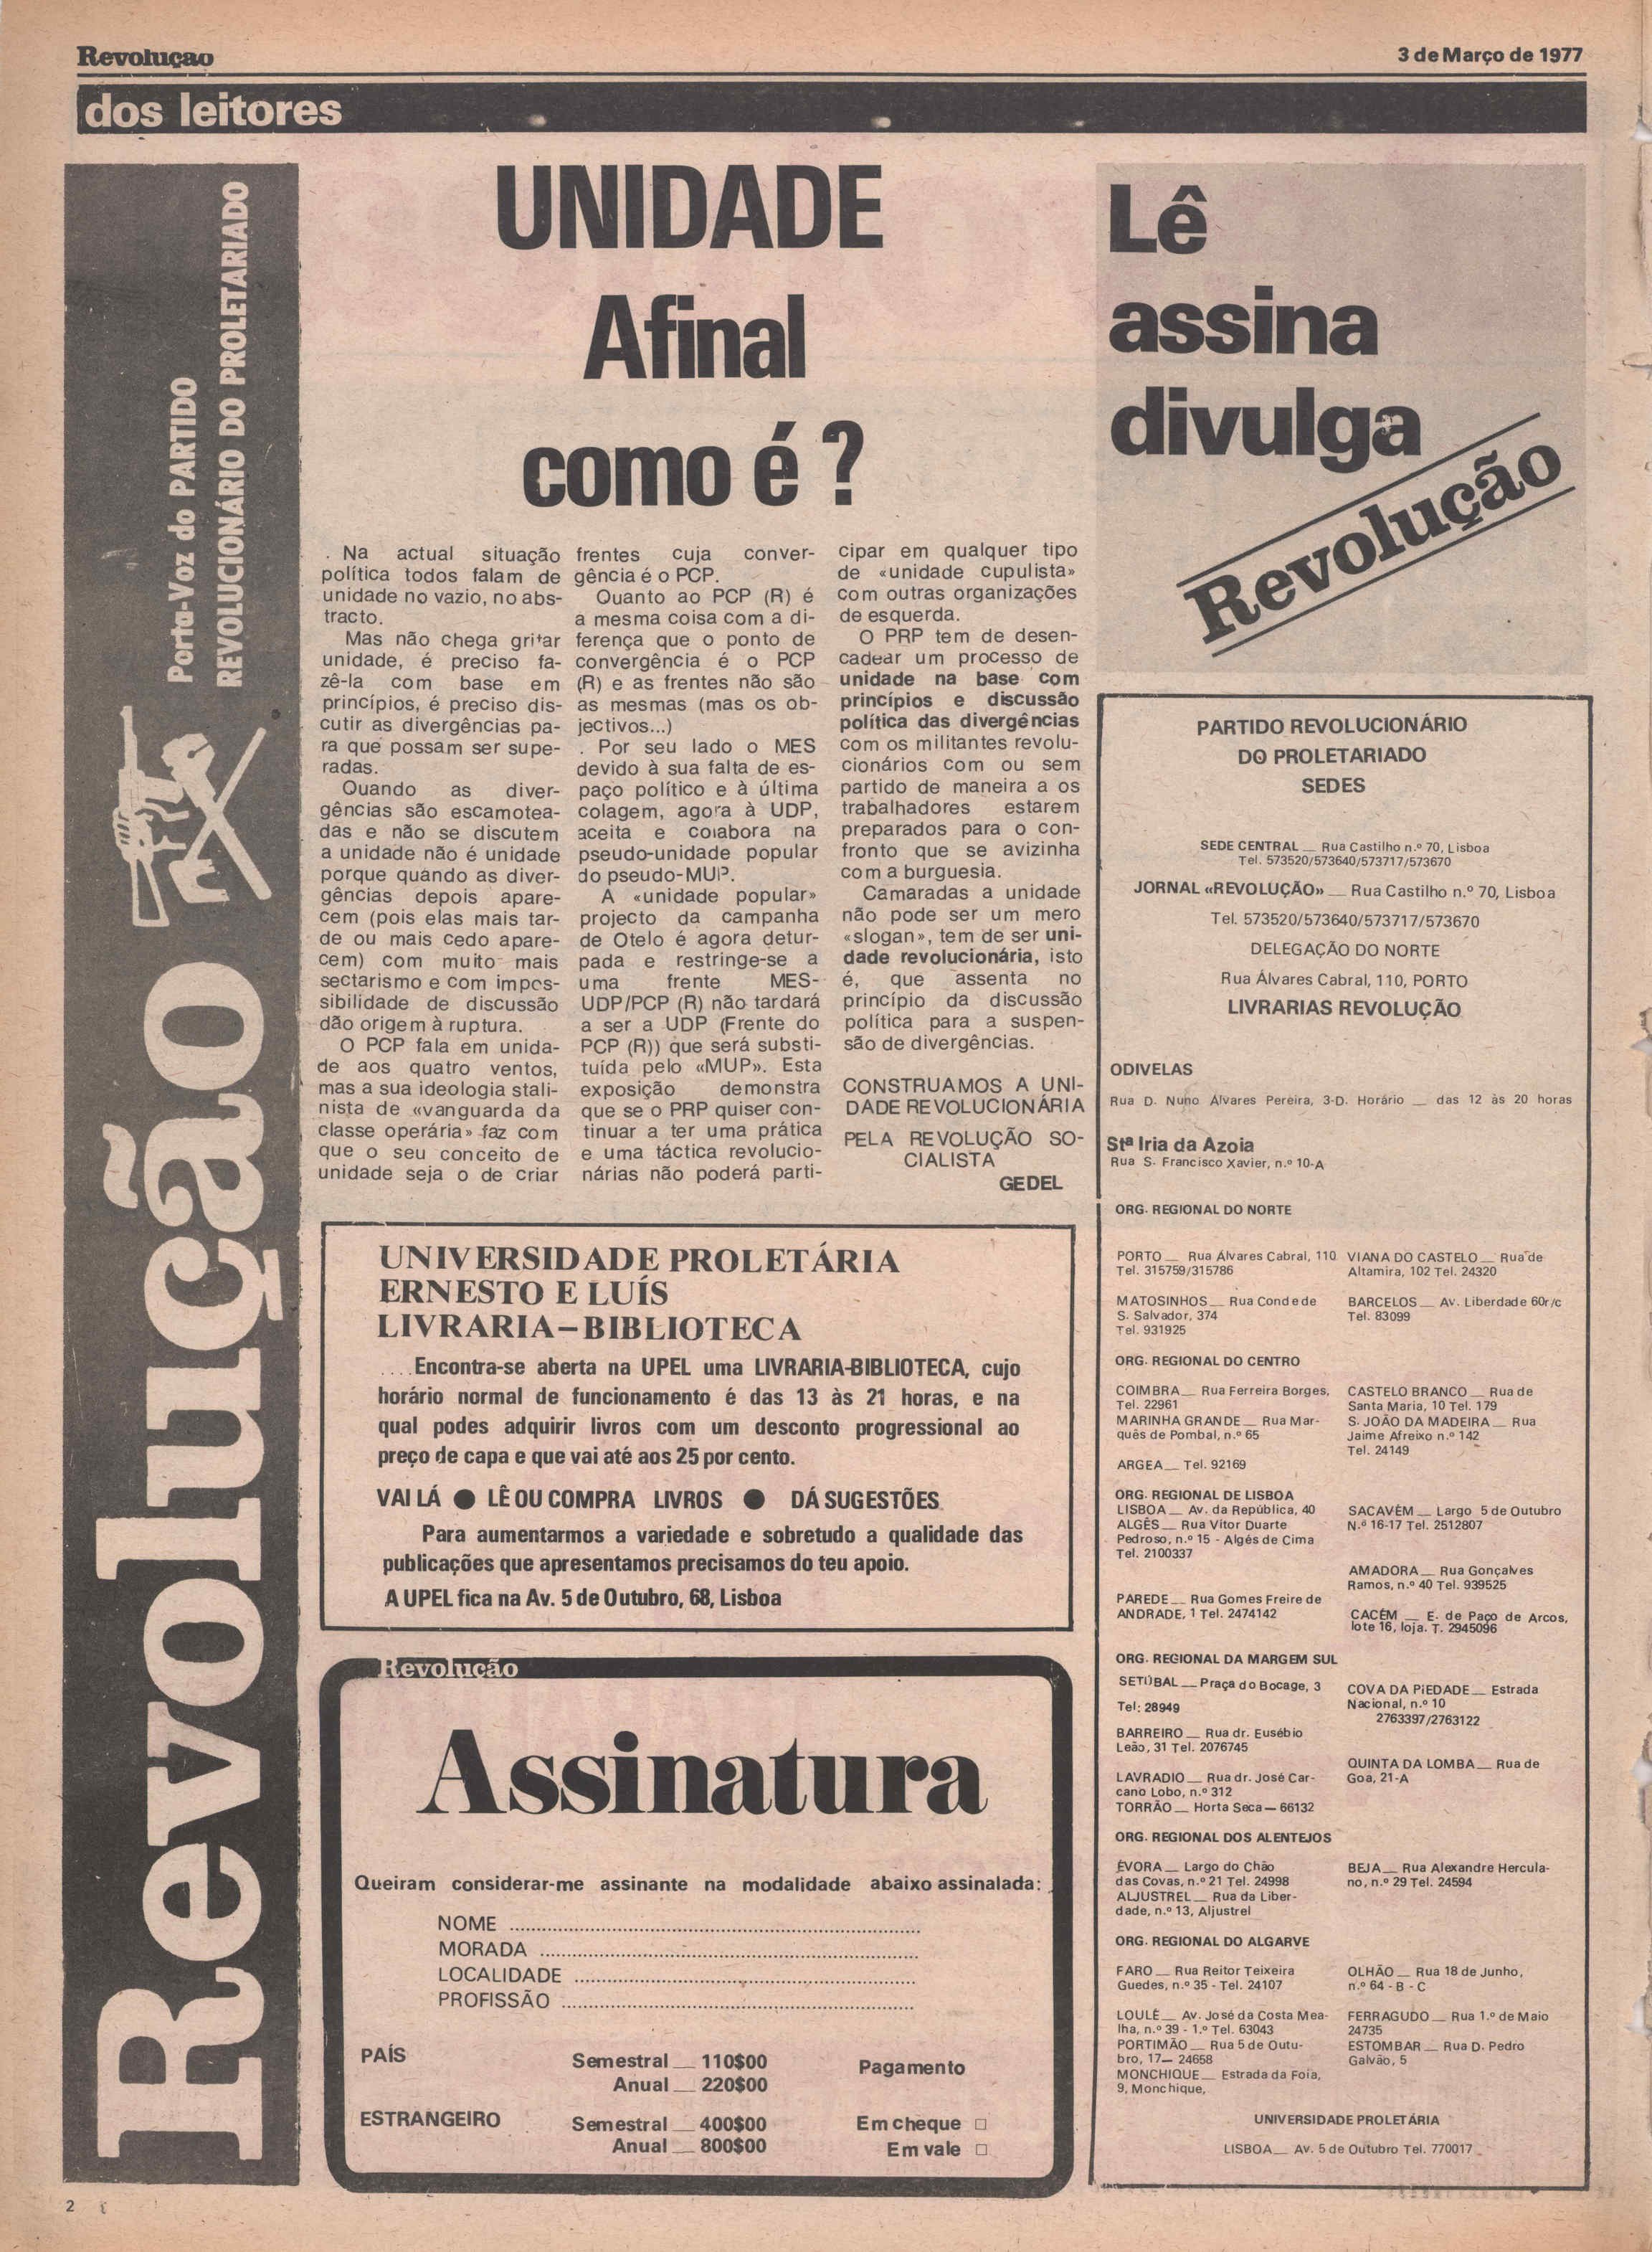 Revolução
3 de Março de 1977
dos leitores
Porta-Voz do PARTIDO
REVOLUCIONÁRIO DO PROLETARIADO
Revolução
UNIDADE
Afinal
como é ?
. Na actual situação
política todos falam de
unidade no vazio, no abs-
tracto.
Mas não chega gritar
unidade, é preciso fa-
zê-la com base em
princípios, é preciso dis-
cutir as divergências pa-
ra que possam ser supe-
radas.
Quando as diver-
gências são escamotea-
das e não se discutem
a unidade não é unidade
porque quando as diver-
gências depois apare-
cem (pois elas mais tar-
de ou mais cedo apare-
cem) com muito mais
sectarismo e com impos-
sibilidade de discussão
dão origem à ruptura.
O PCP fala em unida-
de aos quatro ventos,
mas a sua ideologia stali-
nista de «vanguarda da
classe operária» faz com
que o seu conceito de
unidade seja o de criar
frentes cuja conver-
gência é o PCP.
Quanto ao PCP (R) é
a mesma coisa com a di-
ferença que o ponto de
convergência é o PCP
(R) e as frentes não são
as mesmas (mas os ob-
jectivos...)
. Por seu lado o MES
devido à sua falta de es-
paço político e à última
colagem, agora à UDP,
aceita e colabora na
pseudo-unidade popular
do pseudo-MUP.
A «unidade popular»
projecto da campanha
de Otelo é agora detur-
pada e restringe-se a
uma frente MES-
UDP/PCP (R) não tardará
a ser a UDP (Frente do
PCP (R)) que será substi-
tuída pelo «MUP». Esta
exposição demonstra
que se o PRP quiser con-
tinuar a ter uma prática
e uma táctica revolucio-
nárias não poderá parti-
cipar em qualquer tipo
de «unidade cupulista»
com outras organizações
de esquerda.
O PRP tem de desen-
cadear um processo de
unidade na base com
princípios e discussão
política das divergências
com os militantes revolu-
cionários com ou sem
partido de maneira a os
trabalhadores estarem
preparados para o con-
fronto que se avizinha
com a burguesia.
Camaradas a unidade
não pode ser um mero
«slogan», tem de ser uni-
dade revolucionária, isto
é, que assenta no
princípio da discussão
política para a suspen-
são de divergências.
CONSTRUAMOS A UNI-
DADE REVOLUCIONÁRIA
PELA REVOLUÇÃO SO-
CIALISTA
GEDEL
UNIVERSIDADE PROLETÁRIA
ERNESTO E LUÍS
LIVRARIA—BIBLIOTECA
....Encontra-se aberta na UPEL uma LIVRARIA-BIBLIOTECA, cujo
horário normal de funcionamento é das 13 às 21 horas, e na
qual podes adquirir livros com um desconto progressional ao
preço de capa e que vai até aos 25 por cento.
VAI LÁ ● LÊ OU COMPRA LIVROS ● DÁ SUGESTÕES
Para aumentarmos a variedade e sobretudo a qualidade das
publicações que apresentamos precisamos do teu apoio.
A UPEL fica na Av. 5 de Outubro, 68, Lisboa
Revolução
Assinatura
Queiram considerar-me assinante na modalidade abaixo assinalada:
NOME
MORADA
LOCALIDADE
PROFISSÃO
PAÍS
Semestral — 110$00
Anual — 220$00
Pagamento
ESTRANGEIRO
Semestral — 400$00
Anual — 800$00
Em cheque □
Em vale □
Lê
assina
divulga
Revolução
PARTIDO REVOLUCIONÁRIO
DO PROLETARIADO
SEDES
SEDE CENTRAL — Rua Castilho n.º 70, Lisboa
Tel. 573520/573640/573717/573670
JORNAL «REVOLUÇÃO» — Rua Castilho n.º 70, Lisboa
Tel. 573520/573640/573717/573670
DELEGAÇÃO DO NORTE
Rua Álvares Cabral, 110, PORTO
LIVRARIAS REVOLUÇÃO
ODIVELAS
Rua D. Nuno Álvares Pereira, 3-D. Horário — das 12 às 20 horas
Stª Iria da Azoia
Rua S. Francisco Xavier, n.º 10-A
ORG. REGIONAL DO NORTE
PORTO — Rua Álvares Cabral, 110
Tel. 315759/315786
MATOSINHOS — Rua Conde de
S. Salvador, 374
Tel. 931925
VIANA DO CASTELO — Rua de
Altamira, 102 Tel. 24320
BARCELOS — Av. Liberdade 60r/c
Tel. 83099
ORG. REGIONAL DO CENTRO
COIMBRA — Rua Ferreira Borges,
Tel. 22961
MARINHA GRANDE — Rua Mar-
quês de Pombal, n.º 65
ARGEA — Tel. 92169
CASTELO BRANCO — Rua de
Santa Maria, 10 Tel. 179
S. JOÃO DA MADEIRA — Rua
Jaime Afreixo n.º 142
Tel. 24149
ORG. REGIONAL DE LISBOA
LISBOA — Av. da República, 40
ALGÉS — Rua Vítor Duarte
Pedroso, n.º 15 - Algés de Cima
Tel. 2100337
PAREDE — Rua Gomes Freire de
ANDRADE, 1 Tel. 2474142
SACAVÉM — Largo 5 de Outubro
N.º 16-17 Tel. 2512807
AMADORA — Rua Gonçalves
Ramos, n.º 40 Tel. 939525
CACÉM — E. de Paço de Arcos,
lote 16, loja. T. 2945096
ORG. REGIONAL DA MARGEM SUL
SETÚBAL — Praça do Bocage, 3
Tel: 28949
BARREIRO — Rua dr. Eusébio
Leão, 31 Tel. 2076745
LAVRADIO — Rua dr. José Car-
cano Lobo, n.º 312
TORRÃO — Horta Seca — 66132
COVA DA PIEDADE — Estrada
Nacional, n.º 10
2763397/2763122
QUINTA DA LOMBA — Rua de
Goa, 21-A
ORG. REGIONAL DOS ALENTEJOS
ÉVORA — Largo do Chão
das Covas, n.º 21 Tel. 24998
ALJUSTREL — Rua da Liber-
dade, n.º 13, Aljustrel
BEJA — Rua Alexandre Hercula-
no, n.º 29 Tel. 24594
ORG. REGIONAL DO ALGARVE
FARO — Rua Reitor Teixeira
Guedes, n.º 35 - Tel. 24107
LOULÉ — Av. José da Costa Mea-
lha, n.º 39 - 1.º Tel. 63043
PORTIMÃO — Rua 5 de Outu-
bro, 17 — 24658
MONCHIQUE — Estrada da Foia,
9, Monchique,
OLHÃO — Rua 18 de Junho,
n.º 64 - B - C
FERRAGUDO — Rua 1.º de Maio
24735
ESTOMBAR — Rua D. Pedro
Galvão, 5
UNIVERSIDADE PROLETÁRIA
LISBOA — Av. 5 de Outubro Tel. 770017
2